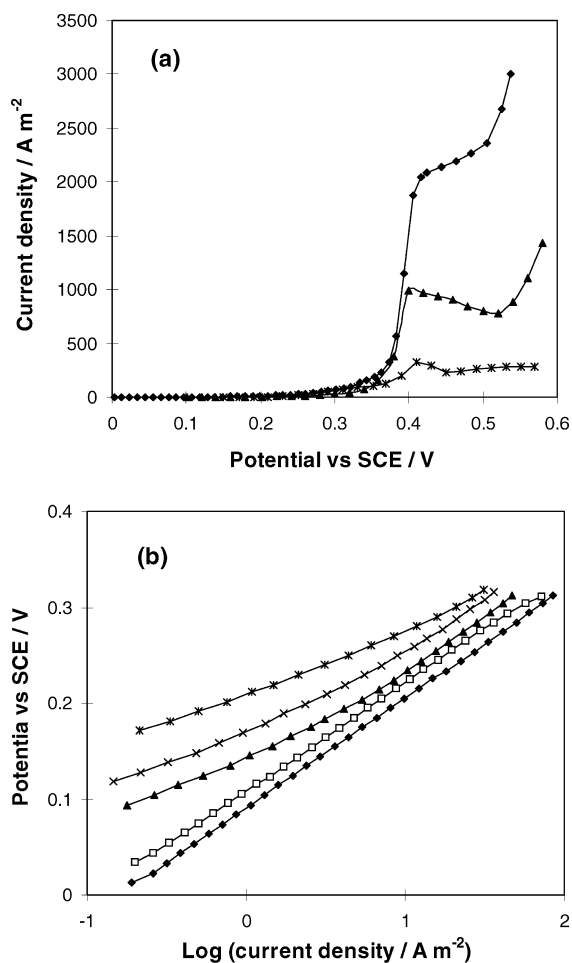 (a)
Current density / A m-2
3500
3000
2500
2000
1500
1000
500
0
0 0.1 0.2 0.3 0.4 0.5 0.6
Potential vs SCE / V
(b)
Potentia vs SCE / V
0.4
0.3
0.2
0.1
0
-1 0 1 2
Log (current density / A m-2)